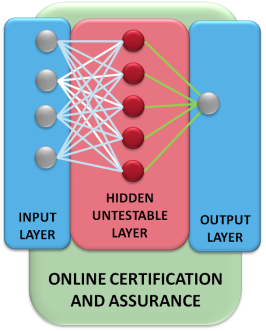 INPUT
LAYER
HIDDEN
UNTESTABLE
LAYER
OUTPUT
LAYER
ONLINE CERTIFICATION
AND ASSURANCE